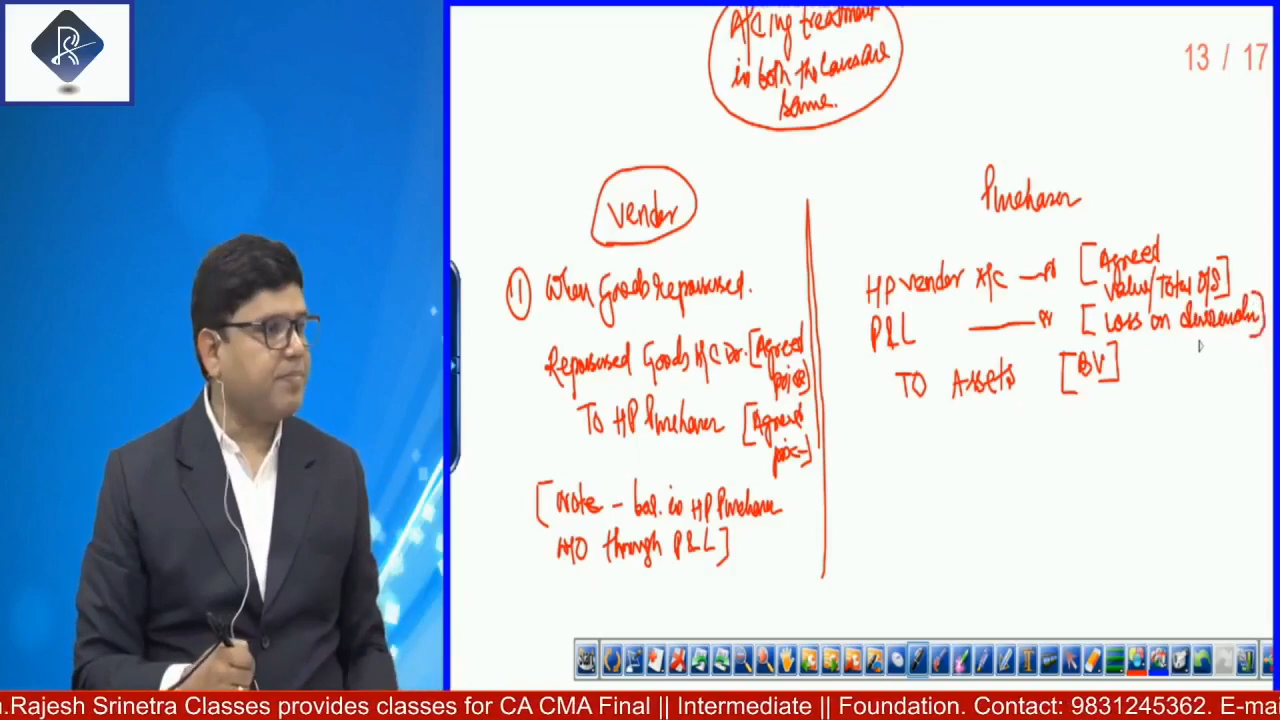 A/C ing treatment
in both the cases are
same.
13 / 17
Vendor
① When Goods Repossessed.
Repossessed Goods A/C Dr. [Agreed
price]
To HP Purchaser [Agreed
price]
[Note - bal. in HP Purchaser
W/O through P&L]
Purchaser
HP vendor A/C — Dr [Agreed
value/Total O/S]
P&L — Dr [Loss on Surrender]
TO Assets [BV]
.Rajesh Srinetra Classes provides classes for CA CMA Final || Intermediate || Foundation. Contact: 9831245362. E-ma